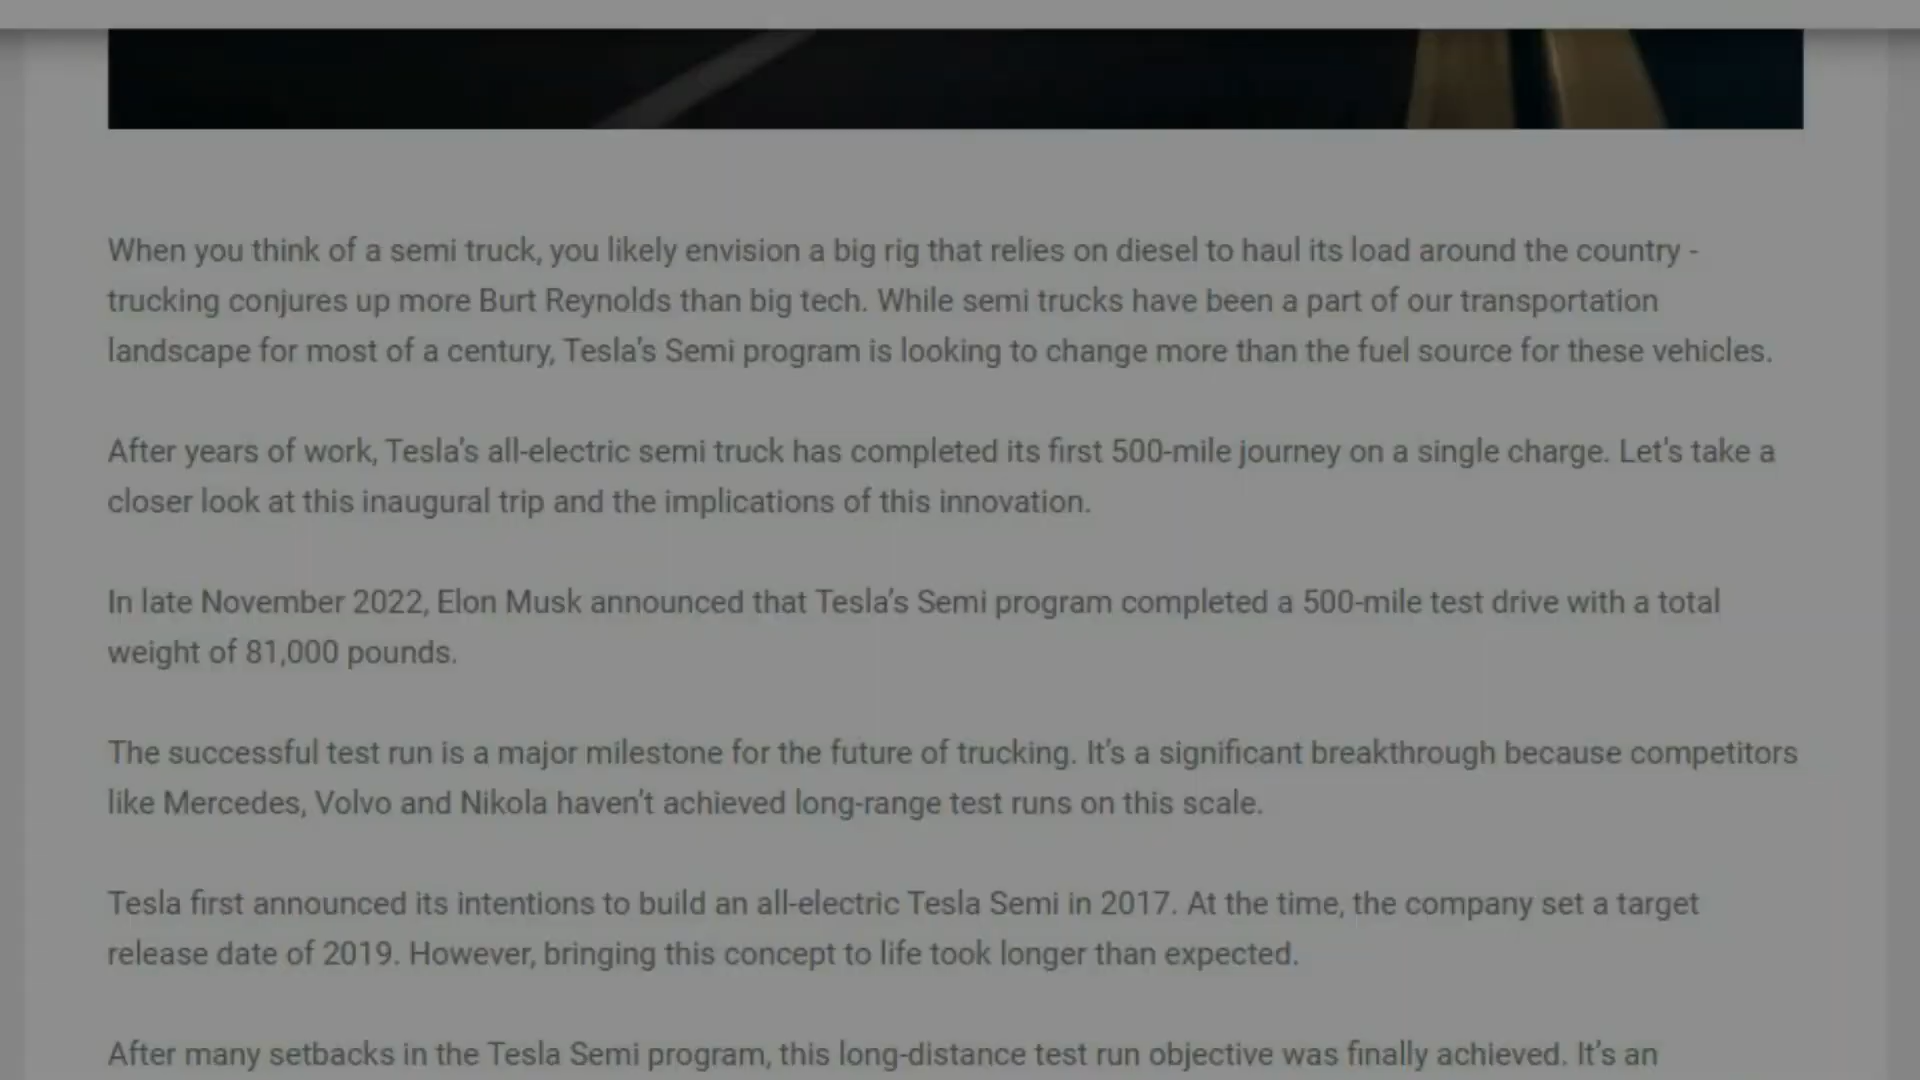 When you think of a semi truck, you likely envision a big rig that relies on diesel to haul its load around the country -
trucking conjures up more Burt Reynolds than big tech. While semi trucks have been a part of our transportation
landscape for most of a century, Tesla's Semi program is looking to change more than the fuel source for these vehicles.
After years of work, Tesla's all-electric semi truck has completed its first 500-mile journey on a single charge. Let's take a
closer look at this inaugural trip and the implications of this innovation.
In late November 2022, Elon Musk announced that Tesla's Semi program completed a 500-mile test drive with a total
weight of 81,000 pounds.
The successful test run is a major milestone for the future of trucking. It's a significant breakthrough because competitors
like Mercedes, Volvo and Nikola haven't achieved long-range test runs on this scale.
Tesla first announced its intentions to build an all-electric Tesla Semi in 2017. At the time, the company set a target
release date of 2019. However, bringing this concept to life took longer than expected.
After many setbacks in the Tesla Semi program, this long-distance test run objective was finally achieved. It's an